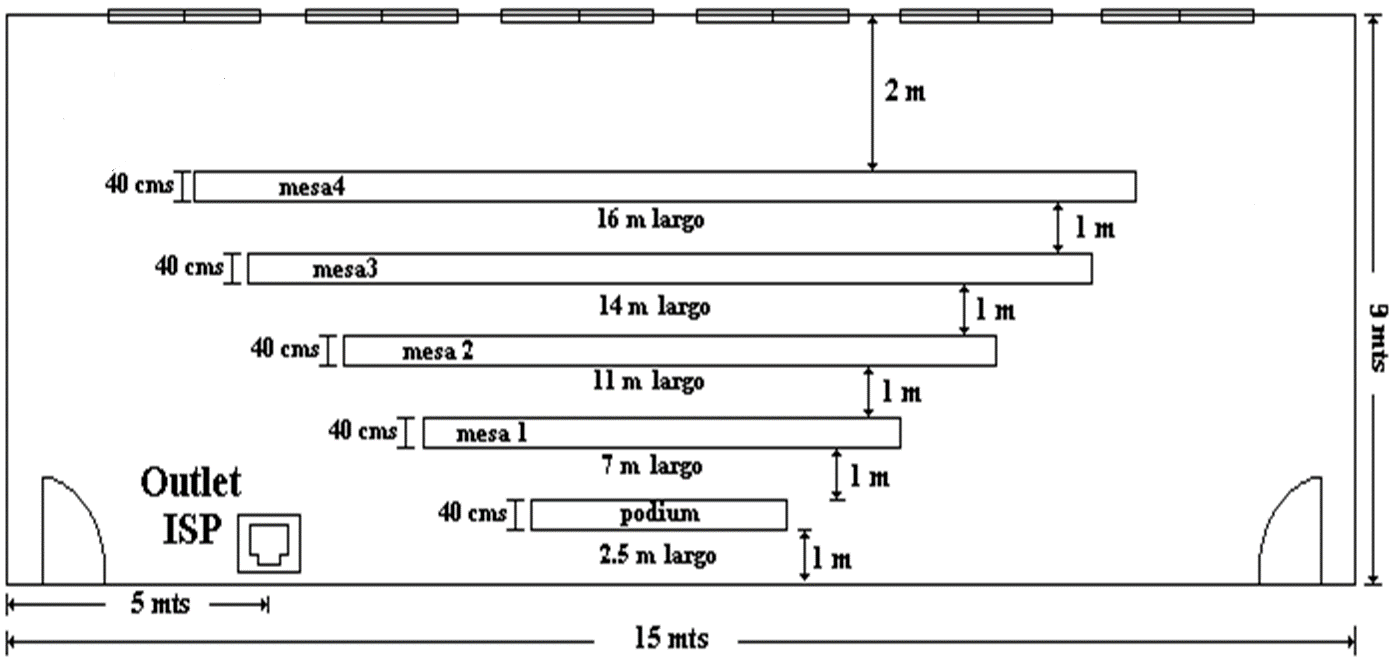 2 m
40 cms
mesa4
16 m largo
1 m
40 cms
mesa3
14 m largo
1 m
40 cms
mesa 2
11 m largo
1 m
40 cms
mesa 1
7 m largo
1 m
Outlet
ISP
40 cms
podium
2.5 m largo
1 m
9 mts
5 mts
15 mts